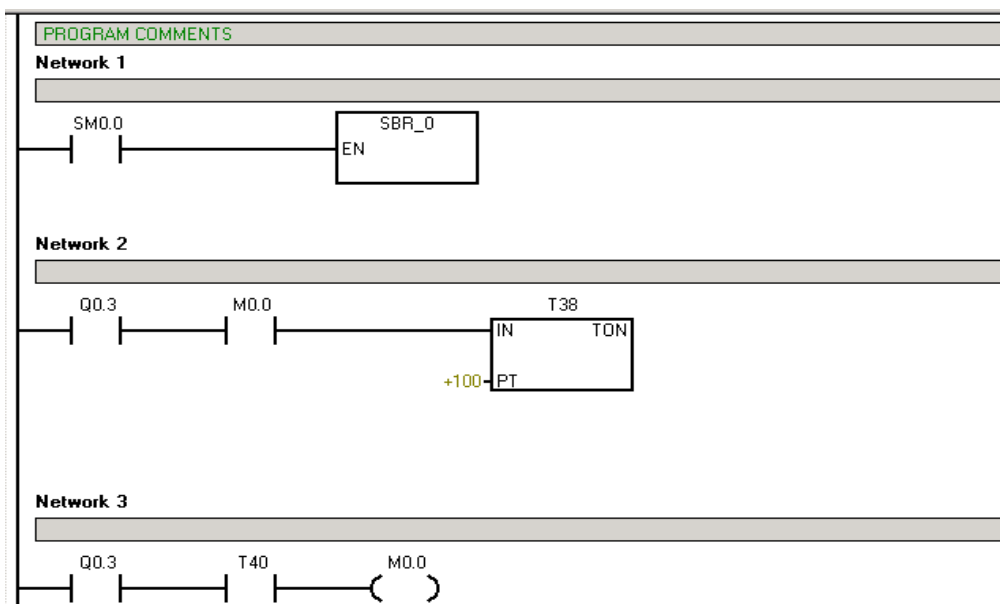 PROGRAM COMMENTS
Network 1
SM0.0 SBR_0
EN
Network 2
Q0.3 M0.0 T38
IN TON
+100 PT
Network 3
Q0.3 T40 M0.0